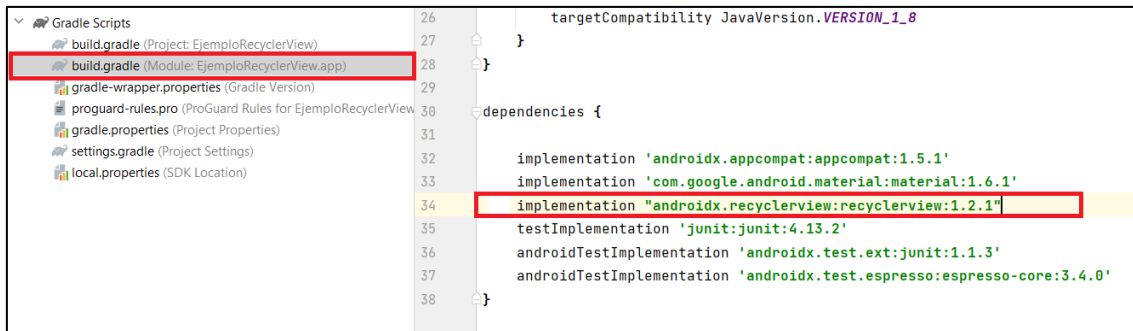 Gradle Scripts
build.gradle (Project: EjemploRecyclerView)
build.gradle (Module: EjemploRecyclerView.app)
gradle-wrapper.properties (Gradle Version)
proguard-rules.pro (ProGuard Rules for EjemploRecyclerView
gradle.properties (Project Properties)
settings.gradle (Project Settings)
local.properties (SDK Location)
26 targetCompatibility JavaVersion.VERSION_1_8
27 }
28 }
29
30 dependencies {
31
32 implementation 'androidx.appcompat:appcompat:1.5.1'
33 implementation 'com.google.android.material:material:1.6.1'
34 implementation "androidx.recyclerview:recyclerview:1.2.1"
35 testImplementation 'junit:junit:4.13.2'
36 androidTestImplementation 'androidx.test.ext:junit:1.1.3'
37 androidTestImplementation 'androidx.test.espresso:espresso-core:3.4.0'
38 }